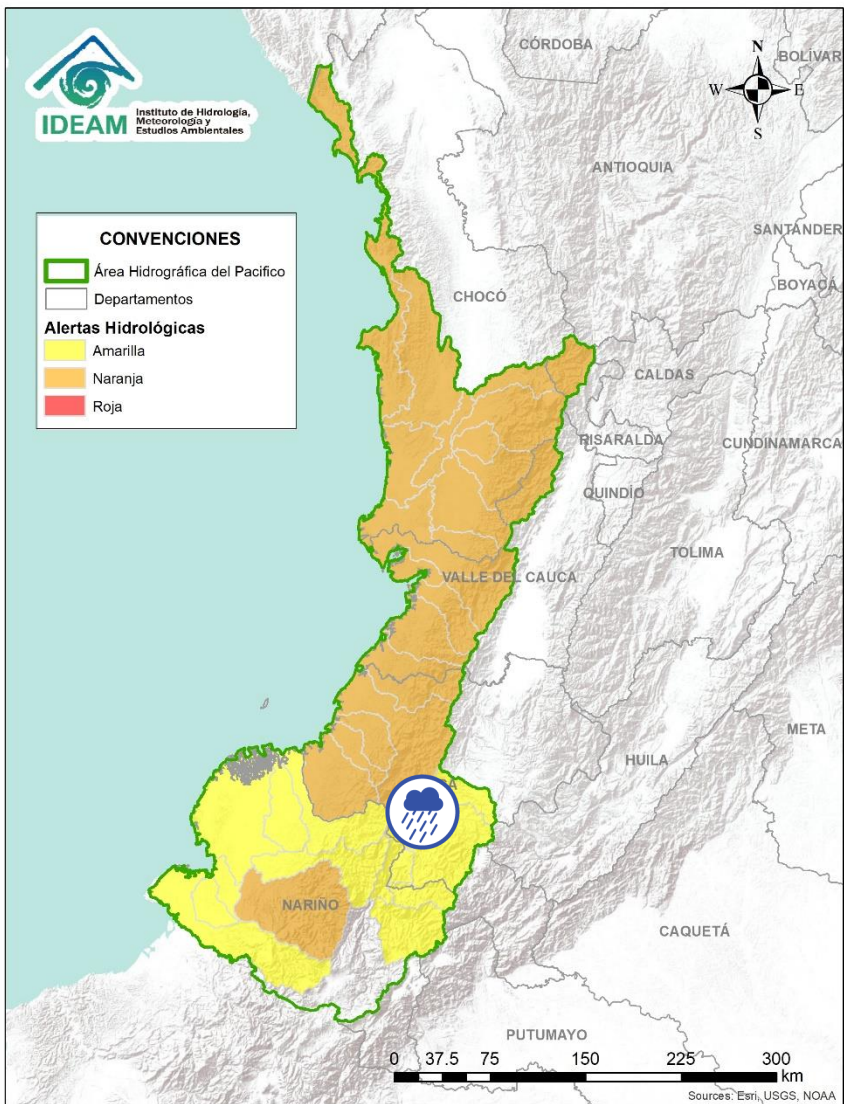 IDEAM
Instituto de Hidrología,
Meteorología y
Estudios Ambientales
CÓRDOBA
BOLÍVAR
N
W
E
S
ANTIOQUIA
SANTANDER
BOYACÁ
CONVENCIONES
Área Hidrográfica del Pacifico
Departamentos
Alertas Hidrológicas
Amarilla
Naranja
Roja
CHOCÓ
CALDAS
RISARALDA
CUNDINAMARCA
QUINDÍO
TOLIMA
VALLE DEL CAUCA
META
HUILA
NARIÑO
CAQUETÁ
PUTUMAYO
0 37.5 75 150 225 300
km
Sources: Esri, USGS, NOAA